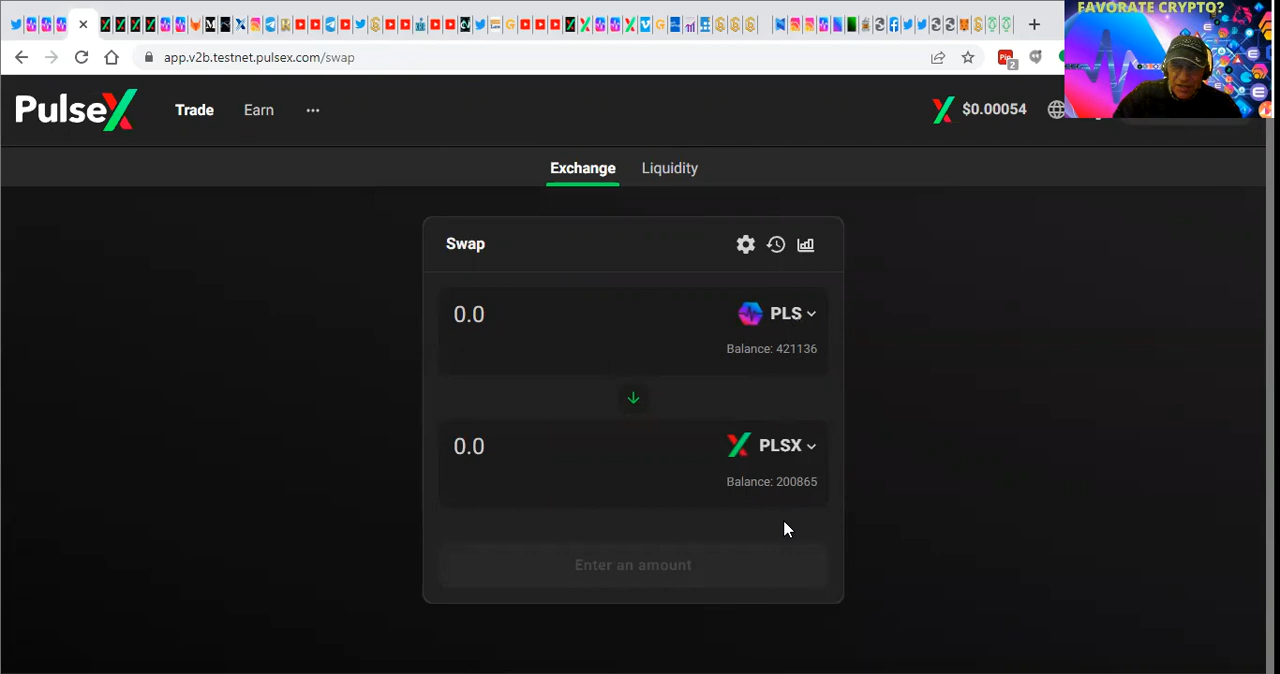 FAVORATE CRYPTO?
app.v2b.testnet.pulsex.com/swap
2
PulseX
Trade
Earn
$0.00054
Exchange
Liquidity
Swap
0.0
PLS
Balance: 421136
0.0
PLSX
Balance: 200865
Enter an amount